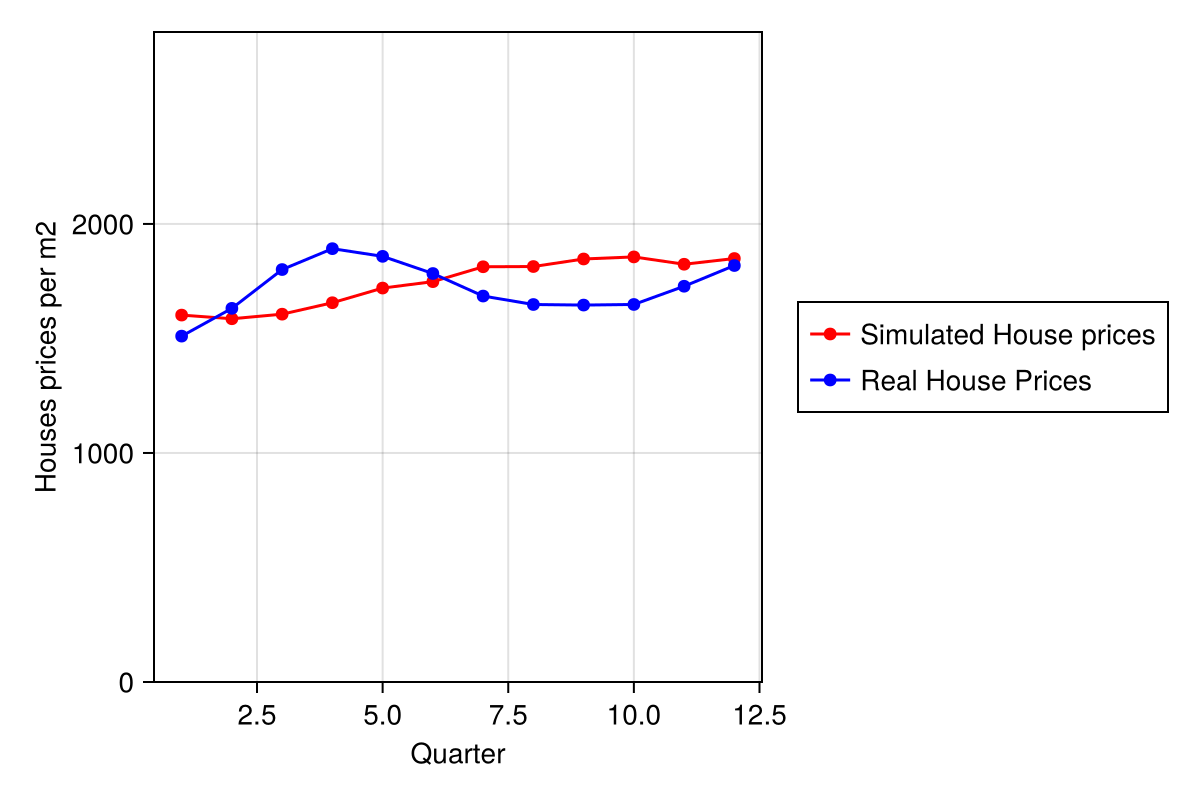 Houses prices per m2
2000
1000
0
2.5 5.0 7.5 10.0 12.5
Quarter
Simulated House prices
Real House Prices